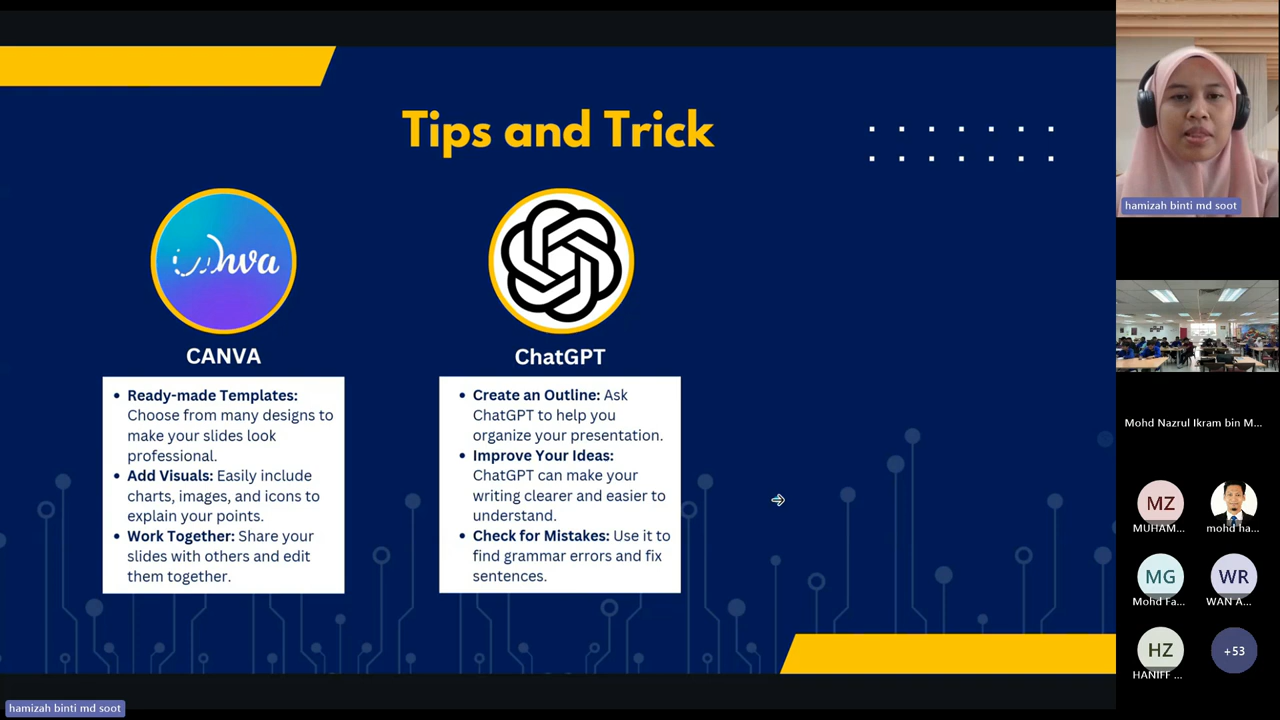 Tips and Trick
CANVA
Ready-made Templates:
Choose from many designs to
make your slides look
professional.
Add Visuals: Easily include
charts, images, and icons to
explain your points.
Work Together: Share your
slides with others and edit
them together.
ChatGPT
Create an Outline: Ask
ChatGPT to help you
organize your presentation.
Improve Your Ideas:
ChatGPT can make your
writing clearer and easier to
understand.
Check for Mistakes: Use it to
find grammar errors and fix
sentences.
hamizah binti md soot
Mohd Nazrul Ikram bin M...
MZ
MUHAM...
mohd ha...
MG
Mohd Fa...
WR
WAN A...
HZ
HANIFF ...
+53
hamizah binti md soot